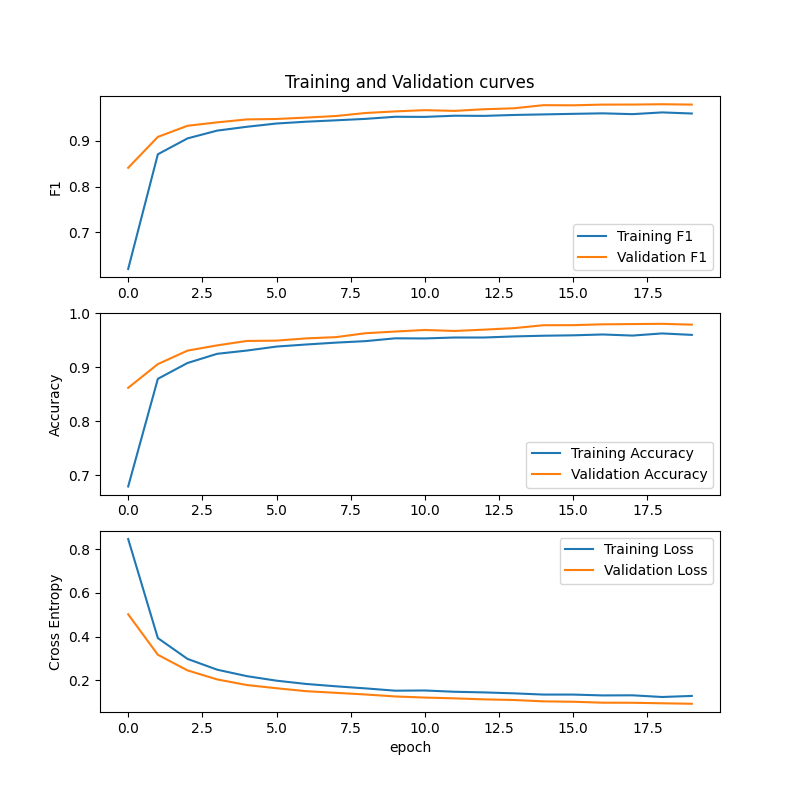 Training and Validation curves
F1
0.9
0.8
0.7
Training F1
Validation F1
0.0 2.5 5.0 7.5 10.0 12.5 15.0 17.5
Accuracy
1.0
0.9
0.8
0.7
Training Accuracy
Validation Accuracy
0.0 2.5 5.0 7.5 10.0 12.5 15.0 17.5
Cross Entropy
0.8
0.6
0.4
0.2
Training Loss
Validation Loss
0.0 2.5 5.0 7.5 10.0 12.5 15.0 17.5
epoch